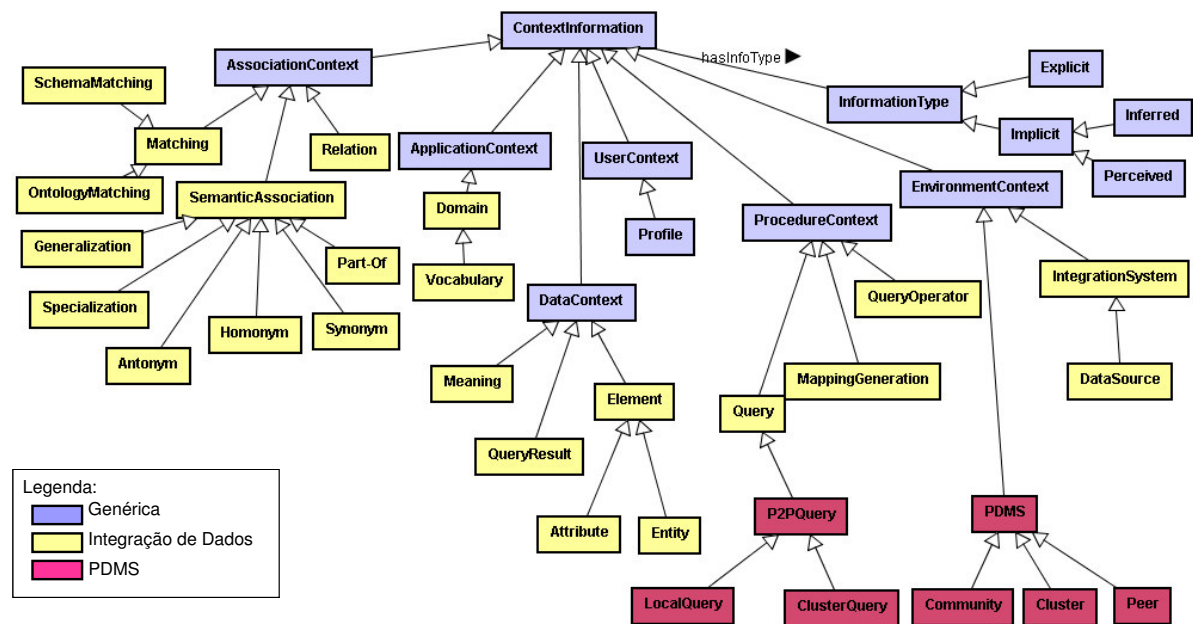 ContextInformation
AssociationContext
hasInfoType
Explicit
SchemaMatching
InformationType
Inferred
Matching
Relation
ApplicationContext
UserContext
Implicit
Perceived
OntologyMatching
SemanticAssociation
EnvironmentContext
Domain
Generalization
Profile
ProcedureContext
Part-Of
Vocabulary
IntegrationSystem
Specialization
DataContext
QueryOperator
Homonym
Synonym
Antonym
Meaning
MappingGeneration
DataSource
Element
Query
QueryResult
Legenda:
Genérica
Integração de Dados
PDMS
P2PQuery
PDMS
Attribute
Entity
LocalQuery
ClusterQuery
Community
Cluster
Peer